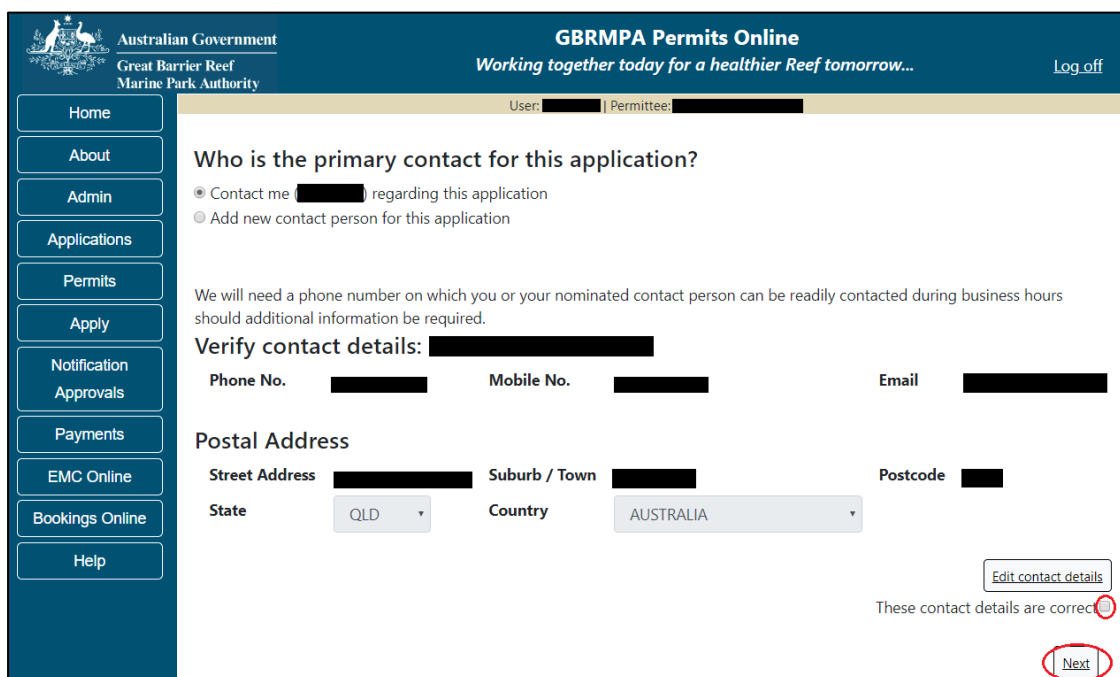 Australian Government
Great Barrier Reef
Marine Park Authority
GBRMPA Permits Online
Working together today for a healthier Reef tomorrow...
Log off
User: | Permittee:
Home
About
Admin
Applications
Permits
Apply
Notification
Approvals
Payments
EMC Online
Bookings Online
Help
Who is the primary contact for this application?
Contact me ( ) regarding this application
Add new contact person for this application
We will need a phone number on which you or your nominated contact person can be readily contacted during business hours
should additional information be required.
Verify contact details:
Phone No. Mobile No. Email
Postal Address
Street Address Suburb / Town Postcode
State QLD Country AUSTRALIA
Edit contact details
These contact details are correct
Next